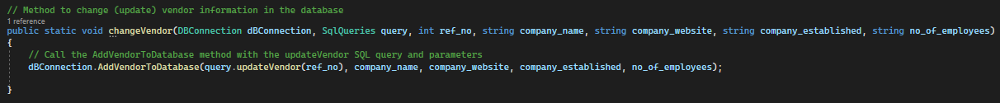 // Method to change (update) vendor information in the database
1 reference
public static void changeVendor(DBConnection dBConnection, SqlQueries query, int ref_no, string company_name, string company_website, string company_established, string no_of_employees)
{
// Call the AddVendorToDatabase method with the updateVendor SQL query and parameters
dBConnection.AddVendorToDatabase(query.updateVendor(ref_no), company_name, company_website, company_established, no_of_employees);
}